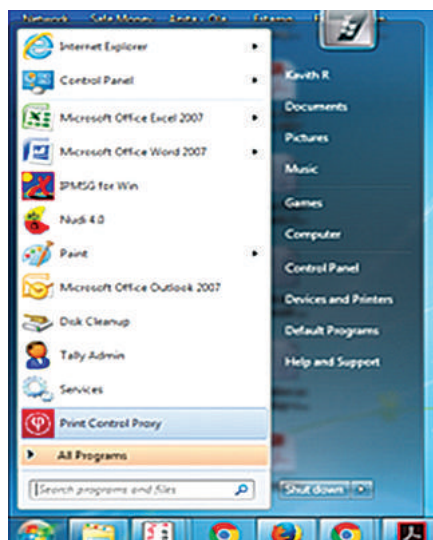 Network
Safe Money
Internet Explorer
Control Panel
Microsoft Office Excel 2007
Microsoft Office Word 2007
IPMSG for Win
Nudi 4.0
Paint
Microsoft Office Outlook 2007
Disk Cleanup
Tally Admin
Services
Print Control Proxy
All Programs
Search programs and files
Kavith R
Documents
Pictures
Music
Games
Computer
Control Panel
Devices and Printers
Default Programs
Help and Support
Shut down